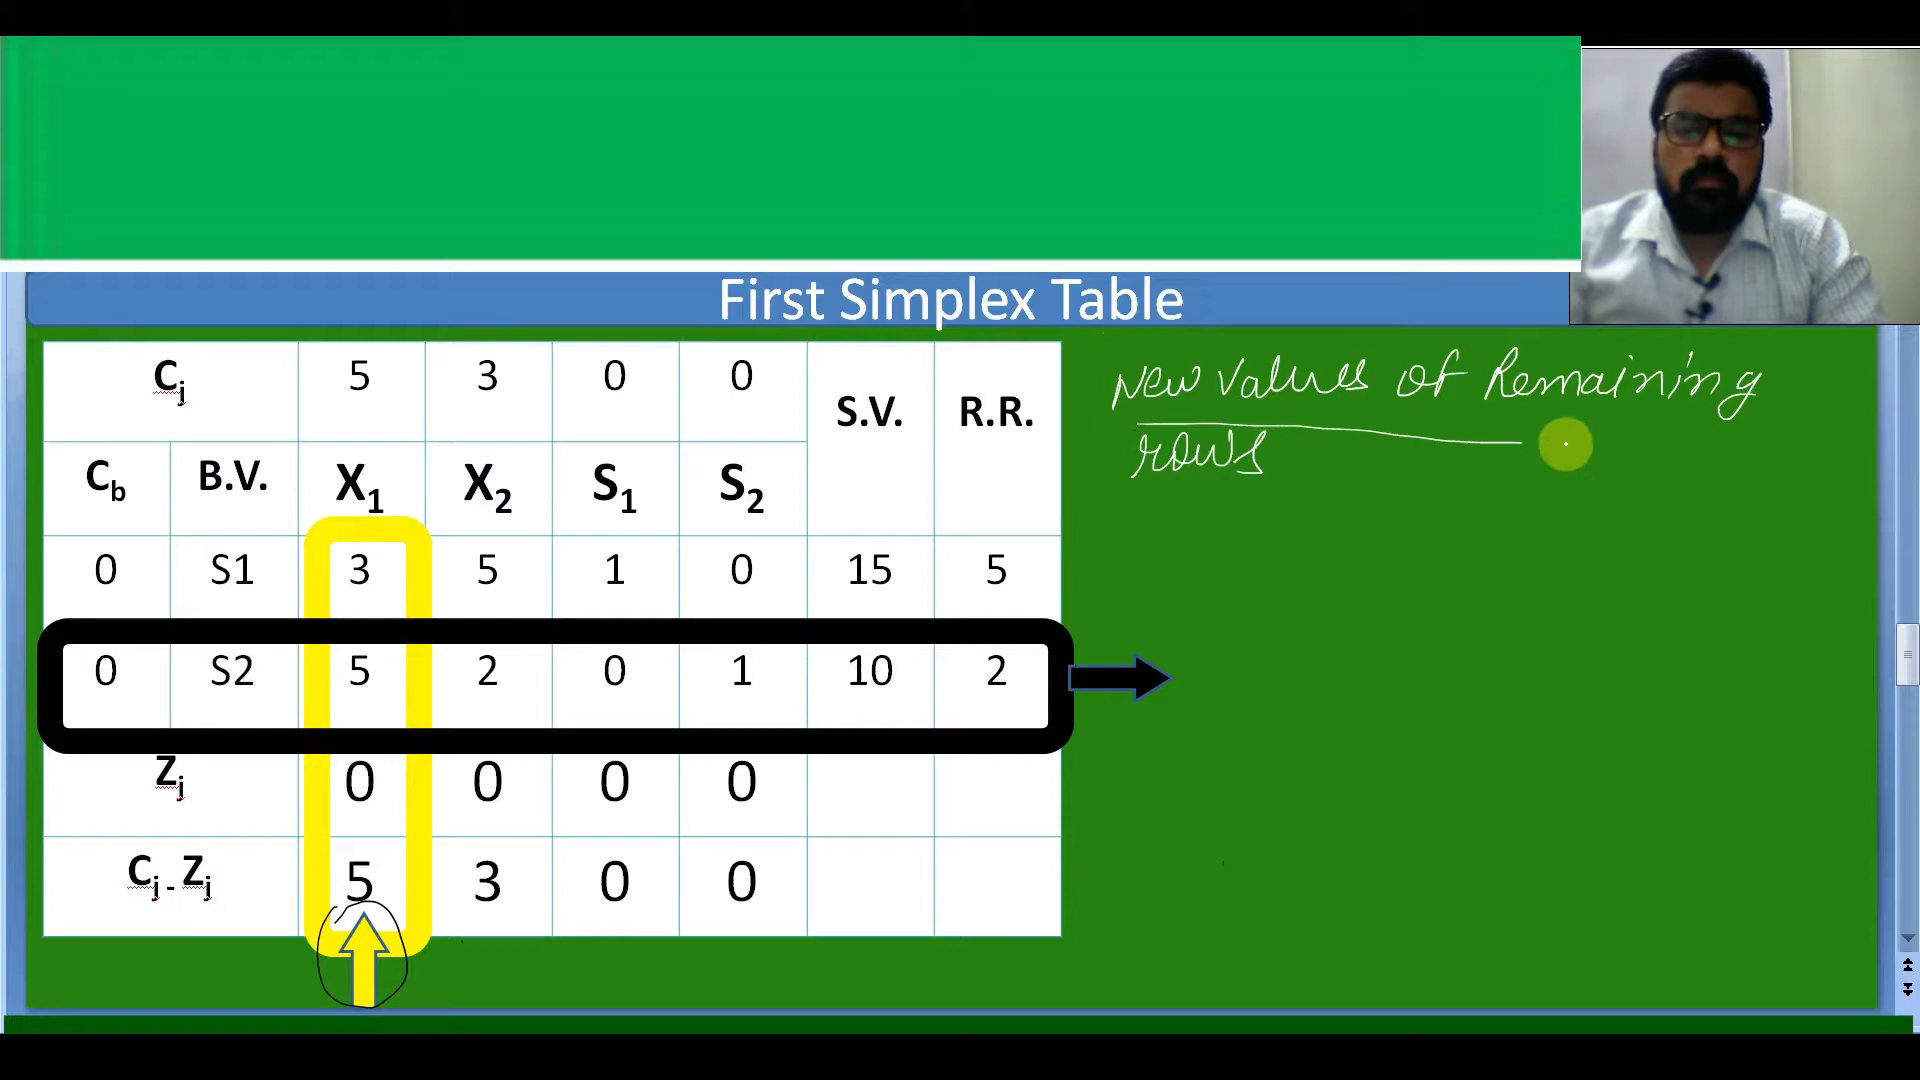 First Simplex Table
Cj 5 3 0 0 S.V. R.R.
Cb B.V. X1 X2 S1 S2
0 S1 3 5 1 0 15 5
0 S2 5 2 0 1 10 2
Zj 0 0 0 0
Cj - Zj 5 3 0 0
New values of Remaining
rows